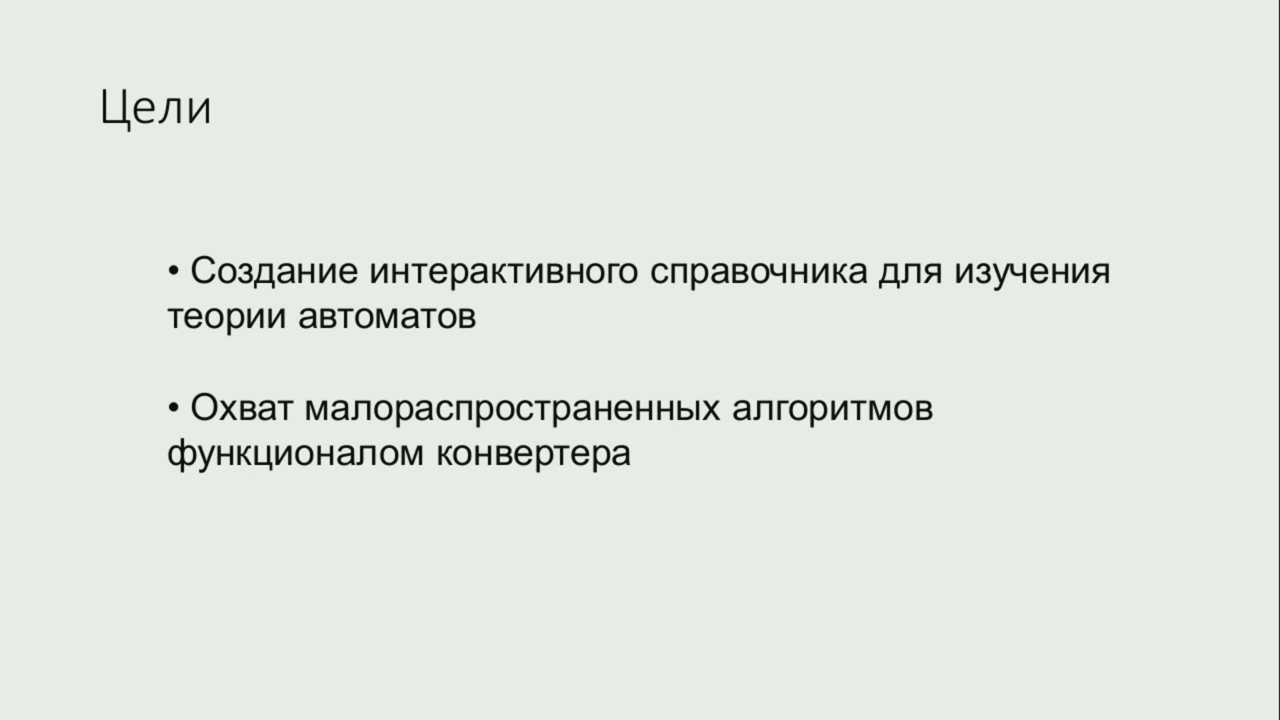 Цели
• Создание интерактивного справочника для изучения
теории автоматов
• Охват малораспространенных алгоритмов
функционалом конвертера